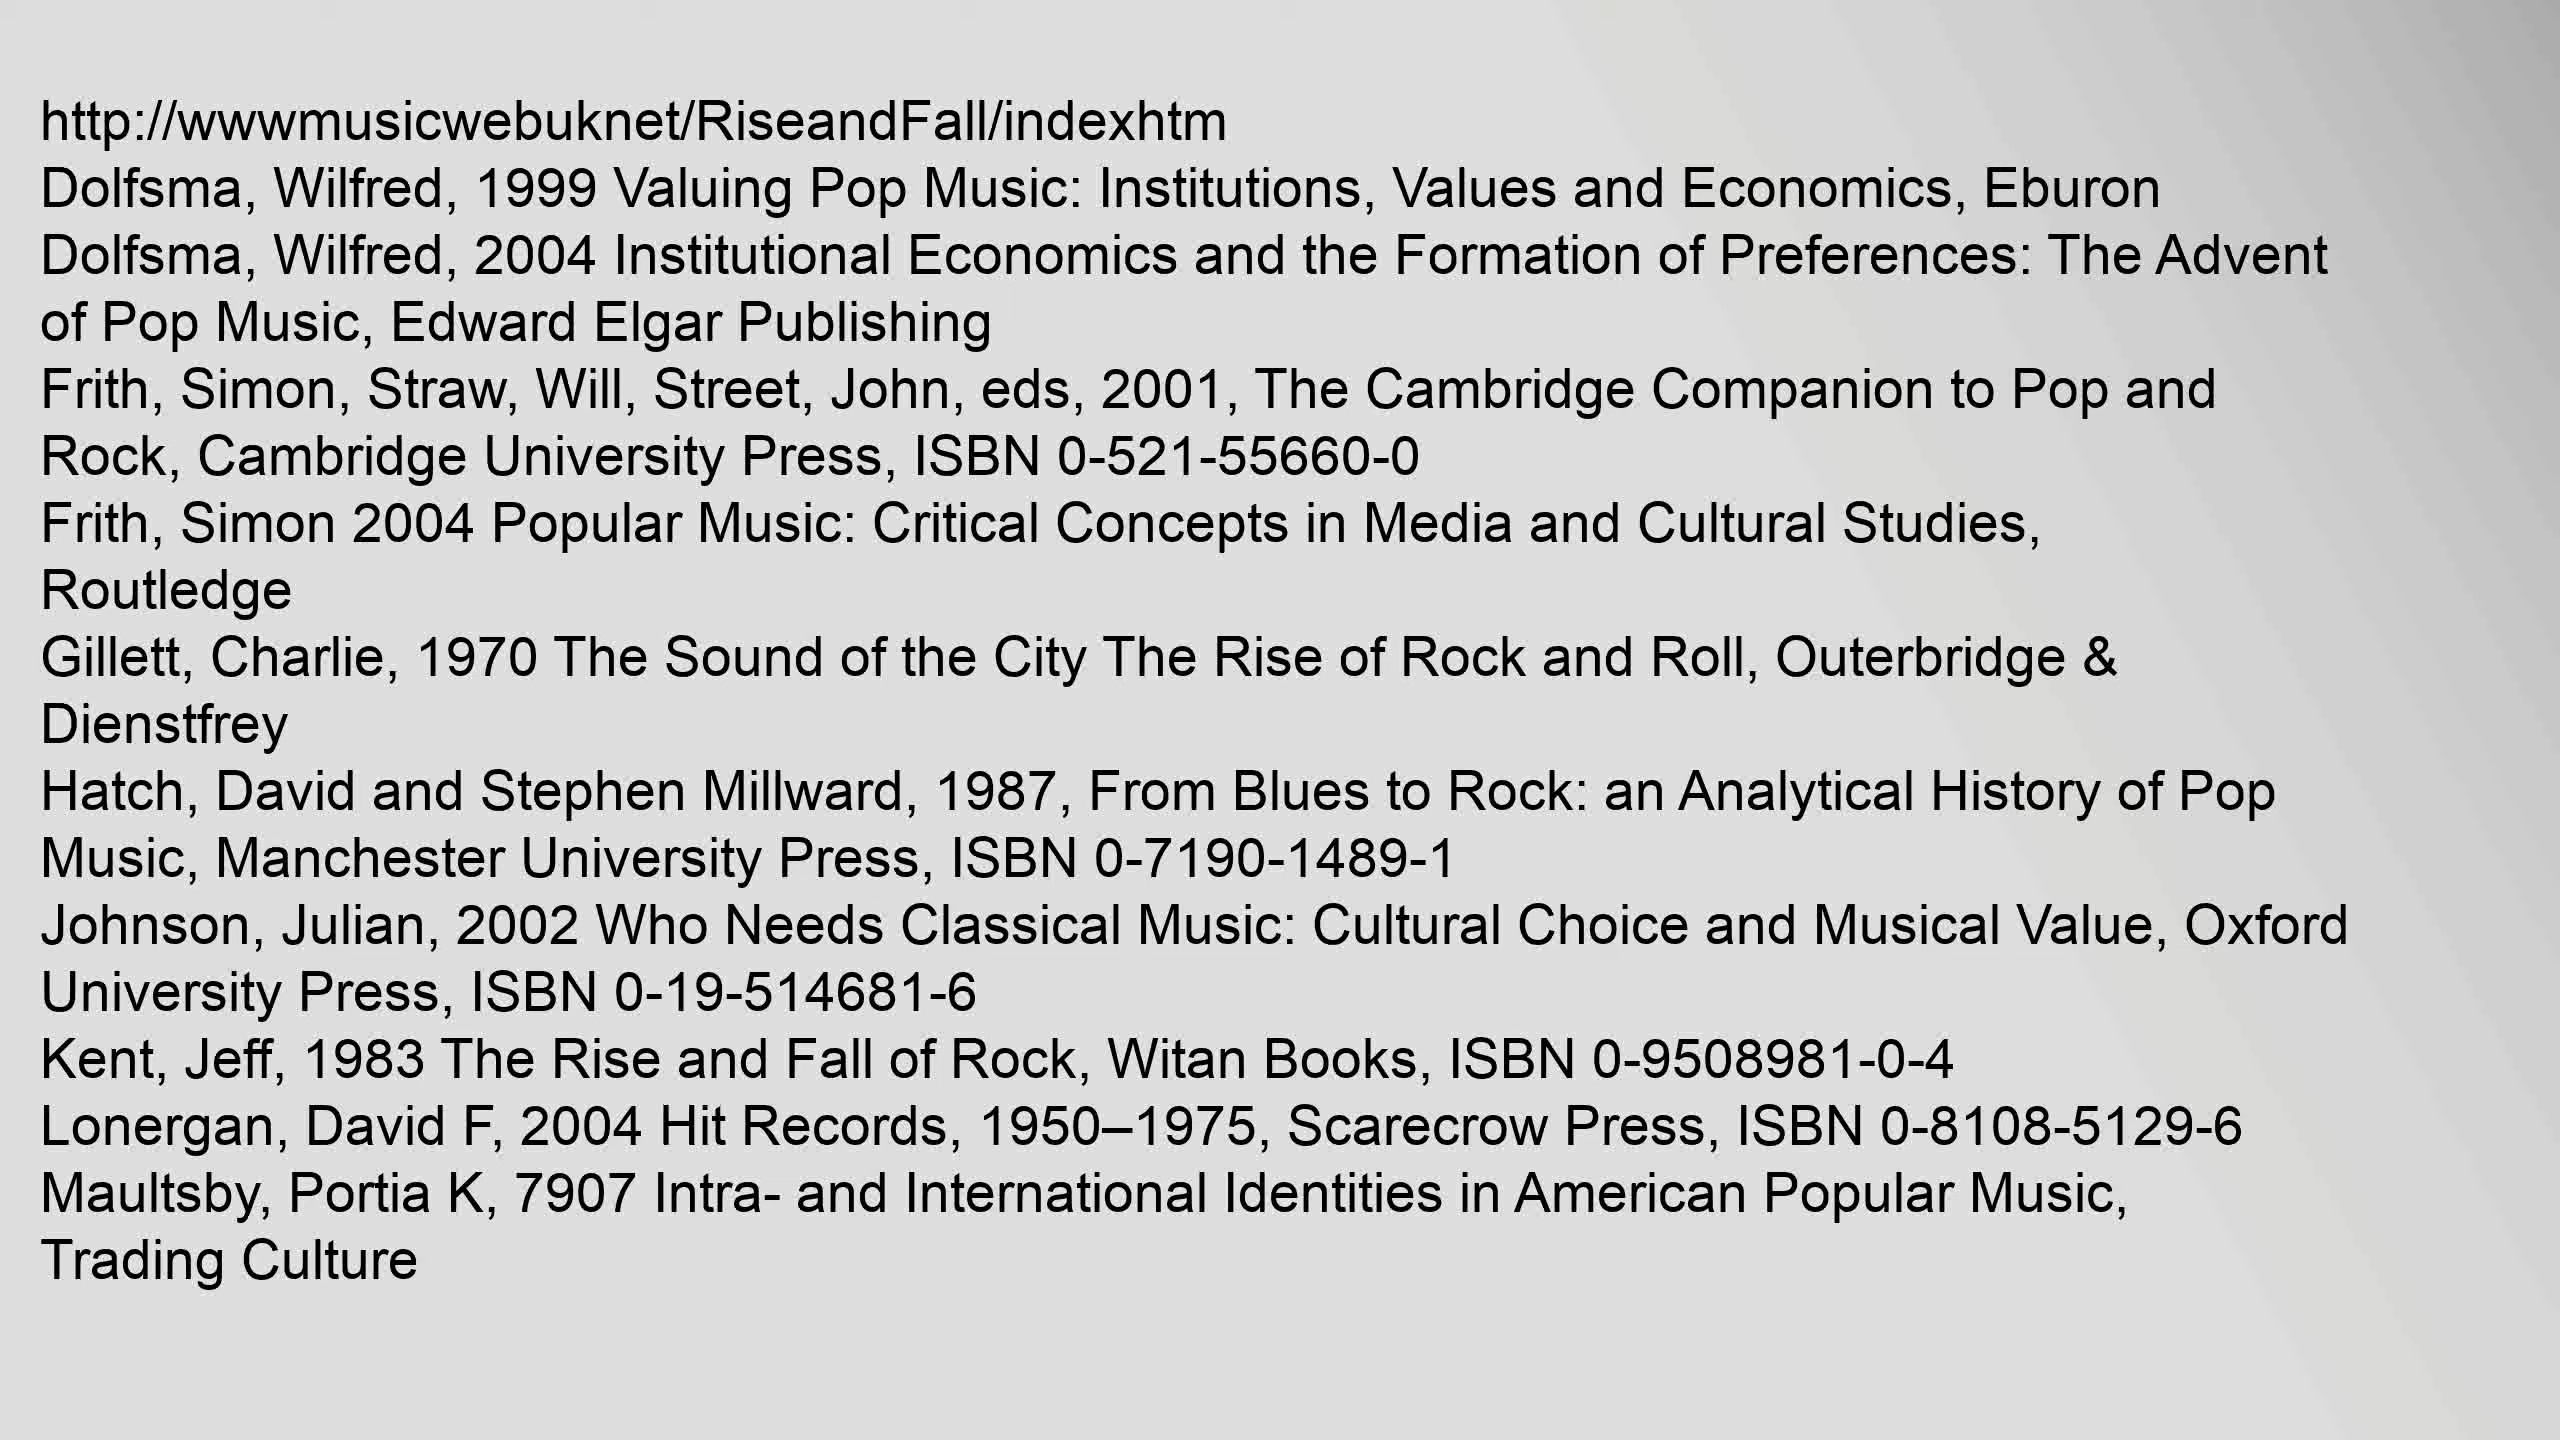 http://wwwmusicwebuknet/RiseandFall/indexhtm
Dolfsma, Wilfred, 1999 Valuing Pop Music: Institutions, Values and Economics, Eburon
Dolfsma, Wilfred, 2004 Institutional Economics and the Formation of Preferences: The Advent
of Pop Music, Edward Elgar Publishing
Frith, Simon, Straw, Will, Street, John, eds, 2001, The Cambridge Companion to Pop and
Rock, Cambridge University Press, ISBN 0-521-55660-0
Frith, Simon 2004 Popular Music: Critical Concepts in Media and Cultural Studies,
Routledge
Gillett, Charlie, 1970 The Sound of the City The Rise of Rock and Roll, Outerbridge &
Dienstfrey
Hatch, David and Stephen Millward, 1987, From Blues to Rock: an Analytical History of Pop
Music, Manchester University Press, ISBN 0-7190-1489-1
Johnson, Julian, 2002 Who Needs Classical Music: Cultural Choice and Musical Value, Oxford
University Press, ISBN 0-19-514681-6
Kent, Jeff, 1983 The Rise and Fall of Rock, Witan Books, ISBN 0-9508981-0-4
Lonergan, David F, 2004 Hit Records, 1950–1975, Scarecrow Press, ISBN 0-8108-5129-6
Maultsby, Portia K, 7907 Intra- and International Identities in American Popular Music,
Trading Culture